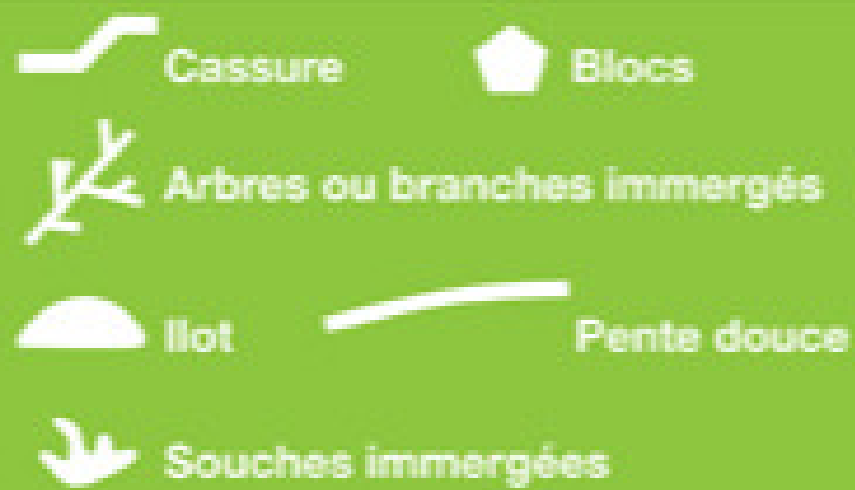 Cassure Blocs
Arbres ou branches immergés
Ilot Pente douce
Souches immergées